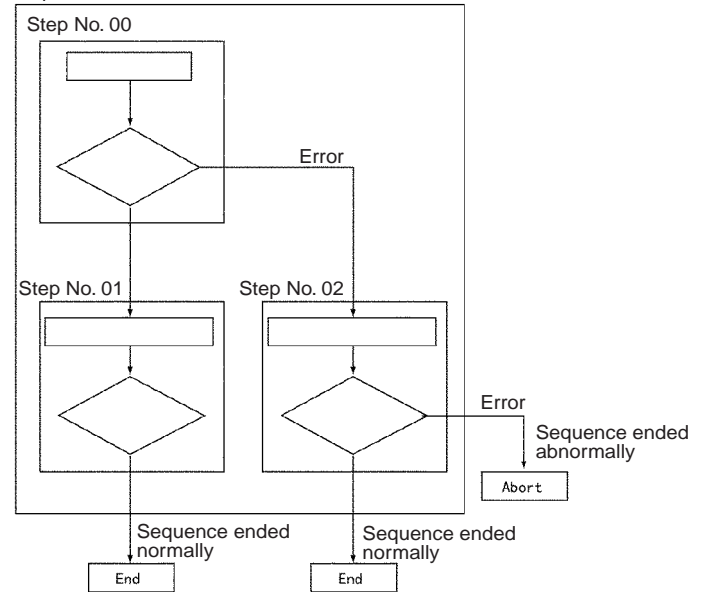 Step No. 00
Error
Step No. 01
Step No. 02
Error
Sequence ended
abnormally
Abort
Sequence ended
normally
Sequence ended
normally
End
End